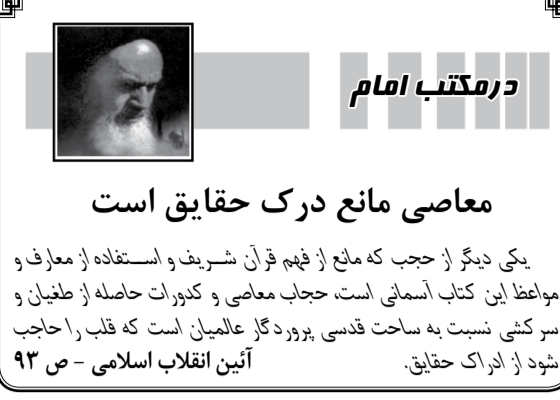 درمکتب امام
معاصی مانع درک حقایق است
یکی دیگر از حجب که مانع از فهم قرآن شریف و استفاده از معارف و
مواعظ این کتاب آسمانی است، حجاب معاصی و کدورات حاصله از طغیان و
سرکشی نسبت به ساحت قدسی پروردگار عالمیان است که قلب را حاجب
شود از ادراک حقایق. آئین انقلاب اسلامی - ص ۹۳